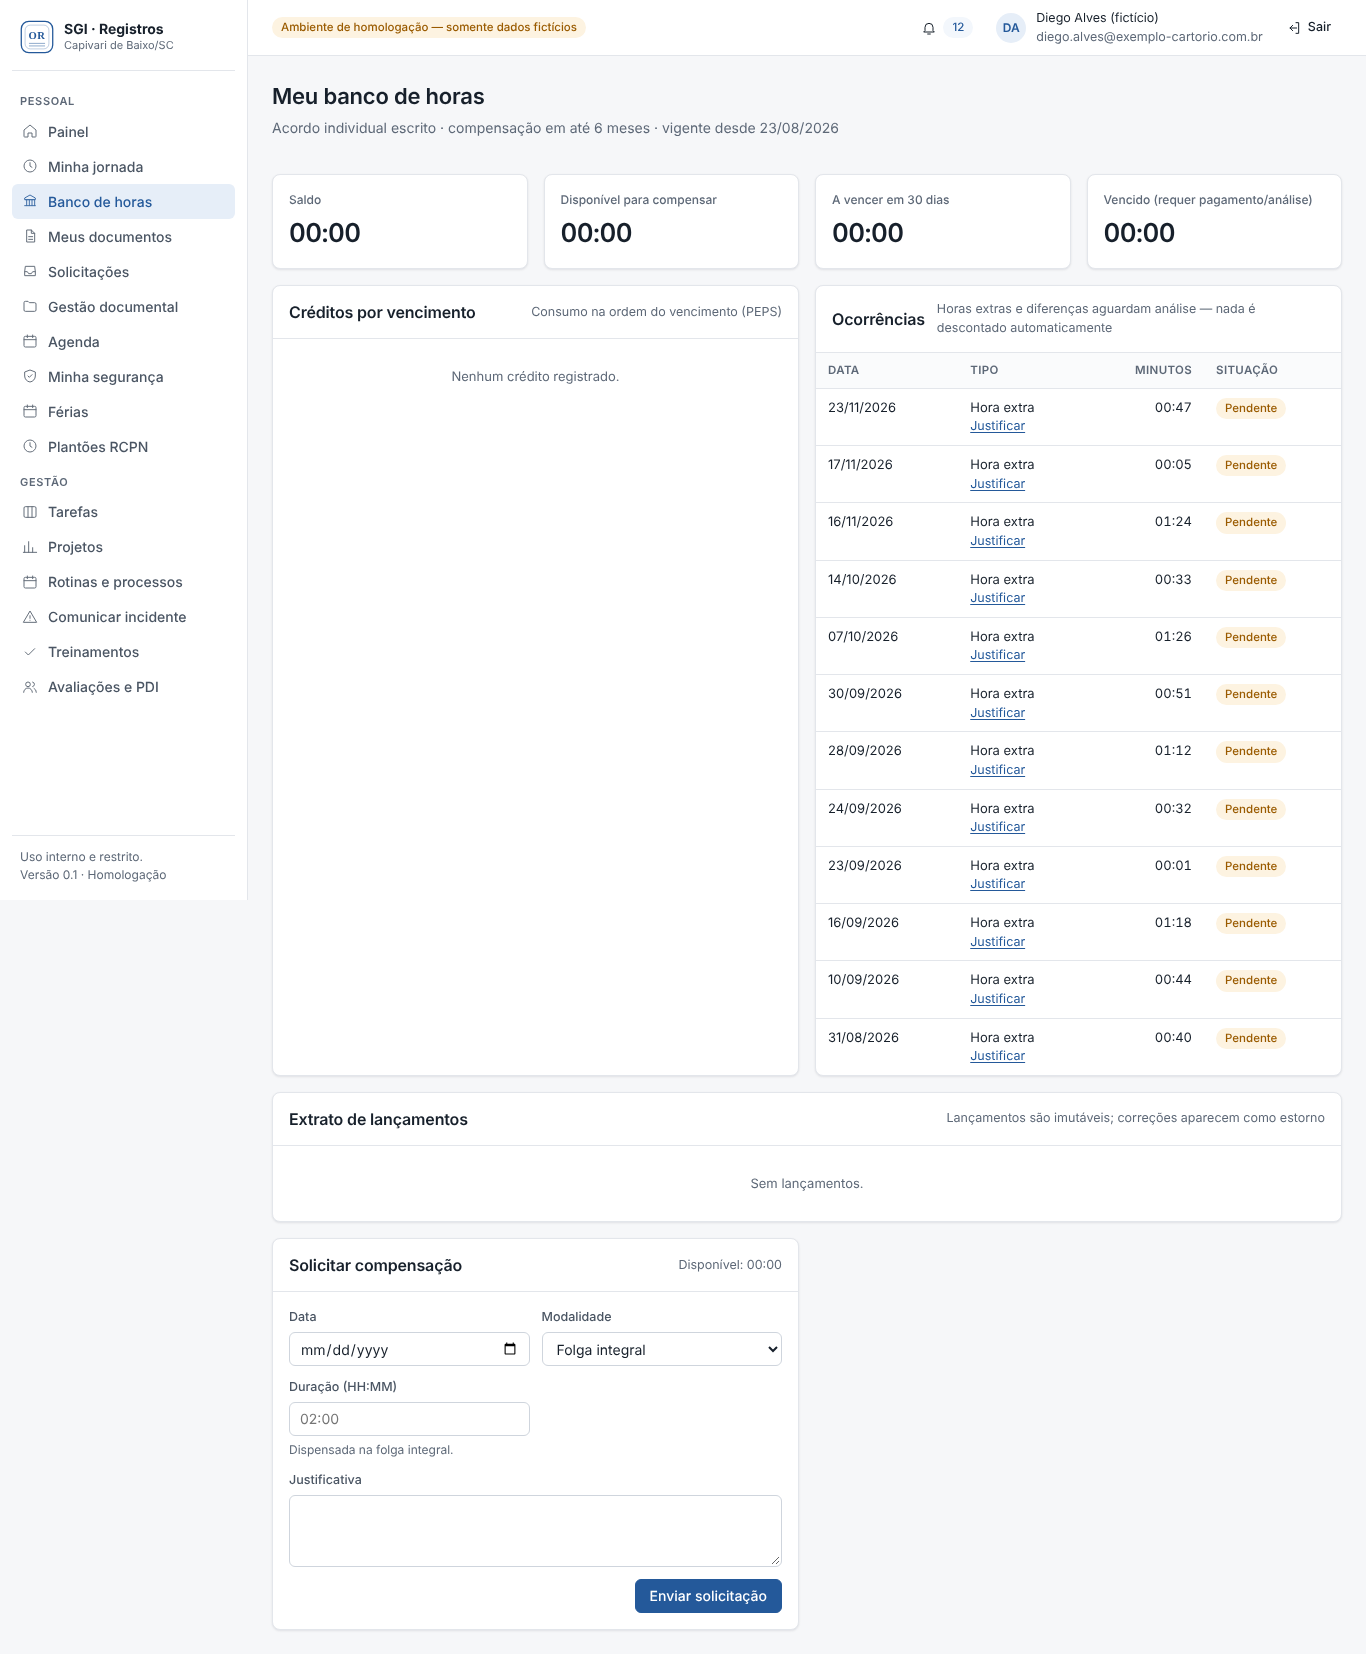 OR
SGI · Registros
Capivari de Baixo/SC
PESSOAL
Painel
Minha jornada
Banco de horas
Meus documentos
Solicitações
Gestão documental
Agenda
Minha segurança
Férias
Plantões RCPN
GESTÃO
Tarefas
Projetos
Rotinas e processos
Comunicar incidente
Treinamentos
Avaliações e PDI
Uso interno e restrito.
Versão 0.1 · Homologação
Ambiente de homologação — somente dados fictícios
12
DA
Diego Alves (fictício)
diego.alves@exemplo-cartorio.com.br
Sair
Meu banco de horas
Acordo individual escrito · compensação em até 6 meses · vigente desde 23/08/2026
Saldo
00:00
Disponível para compensar
00:00
A vencer em 30 dias
00:00
Vencido (requer pagamento/análise)
00:00
Créditos por vencimento
Consumo na ordem do vencimento (PEPS)
Nenhum crédito registrado.
Ocorrências
Horas extras e diferenças aguardam análise — nada é
descontado automaticamente
DATA TIPO MINUTOS SITUAÇÃO
23/11/2026 Hora extra 00:47 Pendente
Justificar
17/11/2026 Hora extra 00:05 Pendente
Justificar
16/11/2026 Hora extra 01:24 Pendente
Justificar
14/10/2026 Hora extra 00:33 Pendente
Justificar
07/10/2026 Hora extra 01:26 Pendente
Justificar
30/09/2026 Hora extra 00:51 Pendente
Justificar
28/09/2026 Hora extra 01:12 Pendente
Justificar
24/09/2026 Hora extra 00:32 Pendente
Justificar
23/09/2026 Hora extra 00:01 Pendente
Justificar
16/09/2026 Hora extra 01:18 Pendente
Justificar
10/09/2026 Hora extra 00:44 Pendente
Justificar
31/08/2026 Hora extra 00:40 Pendente
Justificar
Extrato de lançamentos
Lançamentos são imutáveis; correções aparecem como estorno
Sem lançamentos.
Solicitar compensação
Disponível: 00:00
Data
mm/dd/yyyy
Modalidade
Folga integral
Duração (HH:MM)
02:00
Dispensada na folga integral.
Justificativa
Enviar solicitação